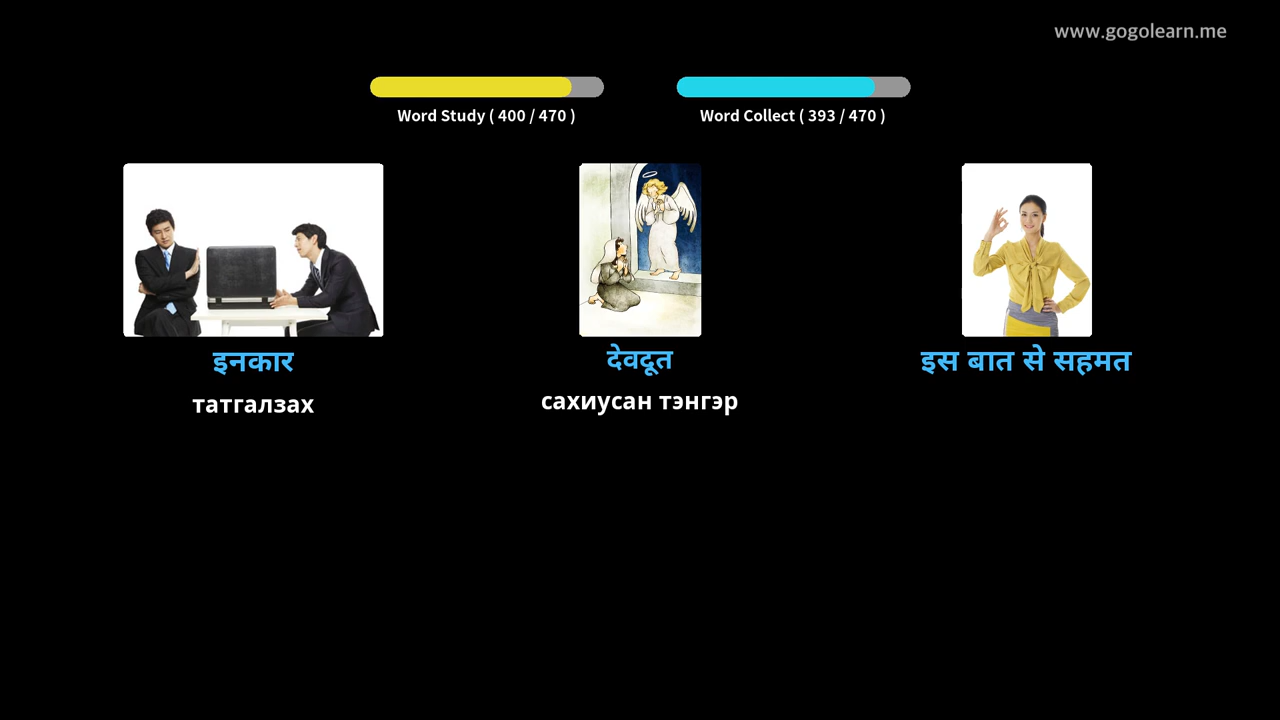 www.gogolearn.me
Word Study ( 400 / 470 )
Word Collect ( 393 / 470 )
इनकार
татгалзах
देवदूत
сахиусан тэнгэр
इस बात से सहमत